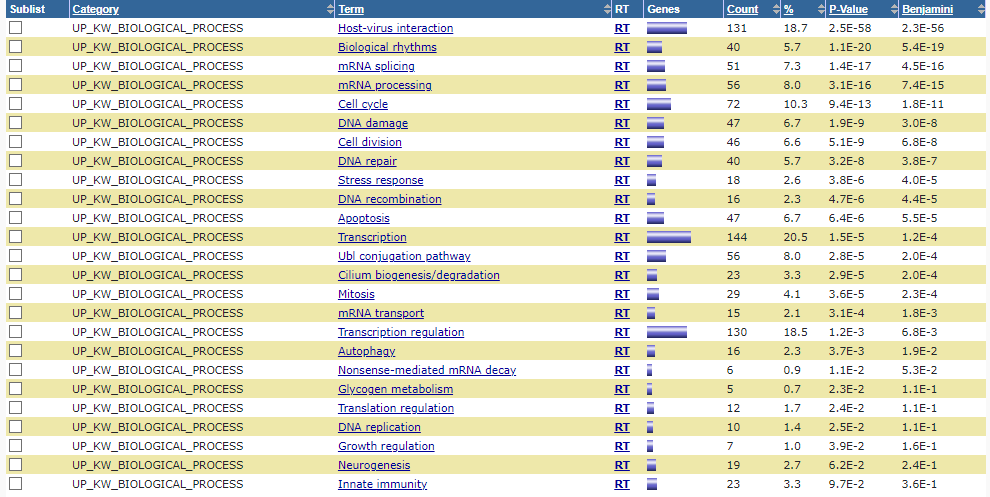 Sublist Category Term RT Genes Count % P-Value Benjamini
UP_KW_BIOLOGICAL_PROCESS Host-virus interaction RT 131 18.7 2.5E-58 2.3E-56
UP_KW_BIOLOGICAL_PROCESS Biological rhythms RT 40 5.7 1.1E-20 5.4E-19
UP_KW_BIOLOGICAL_PROCESS mRNA splicing RT 51 7.3 1.4E-17 4.5E-16
UP_KW_BIOLOGICAL_PROCESS mRNA processing RT 56 8.0 3.1E-16 7.4E-15
UP_KW_BIOLOGICAL_PROCESS Cell cycle RT 72 10.3 9.4E-13 1.8E-11
UP_KW_BIOLOGICAL_PROCESS DNA damage RT 47 6.7 1.9E-9 3.0E-8
UP_KW_BIOLOGICAL_PROCESS Cell division RT 46 6.6 5.1E-9 6.8E-8
UP_KW_BIOLOGICAL_PROCESS DNA repair RT 40 5.7 3.2E-8 3.8E-7
UP_KW_BIOLOGICAL_PROCESS Stress response RT 18 2.6 3.8E-6 4.0E-5
UP_KW_BIOLOGICAL_PROCESS DNA recombination RT 16 2.3 4.7E-6 4.4E-5
UP_KW_BIOLOGICAL_PROCESS Apoptosis RT 47 6.7 6.4E-6 5.5E-5
UP_KW_BIOLOGICAL_PROCESS Transcription RT 144 20.5 1.5E-5 1.2E-4
UP_KW_BIOLOGICAL_PROCESS Ubl conjugation pathway RT 56 8.0 2.8E-5 2.0E-4
UP_KW_BIOLOGICAL_PROCESS Cilium biogenesis/degradation RT 23 3.3 2.9E-5 2.0E-4
UP_KW_BIOLOGICAL_PROCESS Mitosis RT 29 4.1 3.6E-5 2.3E-4
UP_KW_BIOLOGICAL_PROCESS mRNA transport RT 15 2.1 3.1E-4 1.8E-3
UP_KW_BIOLOGICAL_PROCESS Transcription regulation RT 130 18.5 1.2E-3 6.8E-3
UP_KW_BIOLOGICAL_PROCESS Autophagy RT 16 2.3 3.7E-3 1.9E-2
UP_KW_BIOLOGICAL_PROCESS Nonsense-mediated mRNA decay RT 6 0.9 1.1E-2 5.3E-2
UP_KW_BIOLOGICAL_PROCESS Glycogen metabolism RT 5 0.7 2.3E-2 1.1E-1
UP_KW_BIOLOGICAL_PROCESS Translation regulation RT 12 1.7 2.4E-2 1.1E-1
UP_KW_BIOLOGICAL_PROCESS DNA replication RT 10 1.4 2.5E-2 1.1E-1
UP_KW_BIOLOGICAL_PROCESS Growth regulation RT 7 1.0 3.9E-2 1.6E-1
UP_KW_BIOLOGICAL_PROCESS Neurogenesis RT 19 2.7 6.2E-2 2.4E-1
UP_KW_BIOLOGICAL_PROCESS Innate immunity RT 23 3.3 9.7E-2 3.6E-1